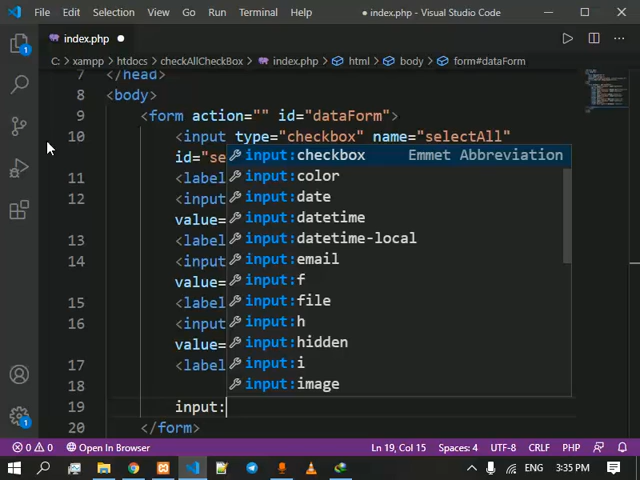 File Edit Selection View Go Run Terminal Help ● index.php - Visual Studio Code
index.php ●
C: > xampp > htdocs > checkAllCheckBox > index.php > html > body > form#dataForm
7 </head>
8 <body>
9 <form action="" id="dataForm">
10 <input type="checkbox" name="selectAll"
id="se
input:checkbox Emmet Abbreviation
11 <label
input:color
12 <input
input:date
value=
input:datetime
13 <label
input:datetime-local
14 <input
input:email
value=
input:f
15 <label
input:file
16 <input
input:h
value=
input:hidden
17 <label
input:i
18
input:image
19 input:
20 </form>
1
1
0 0 Open In Browser Ln 19, Col 15 Spaces: 4 UTF-8 CRLF PHP
ENG 3:35 PM